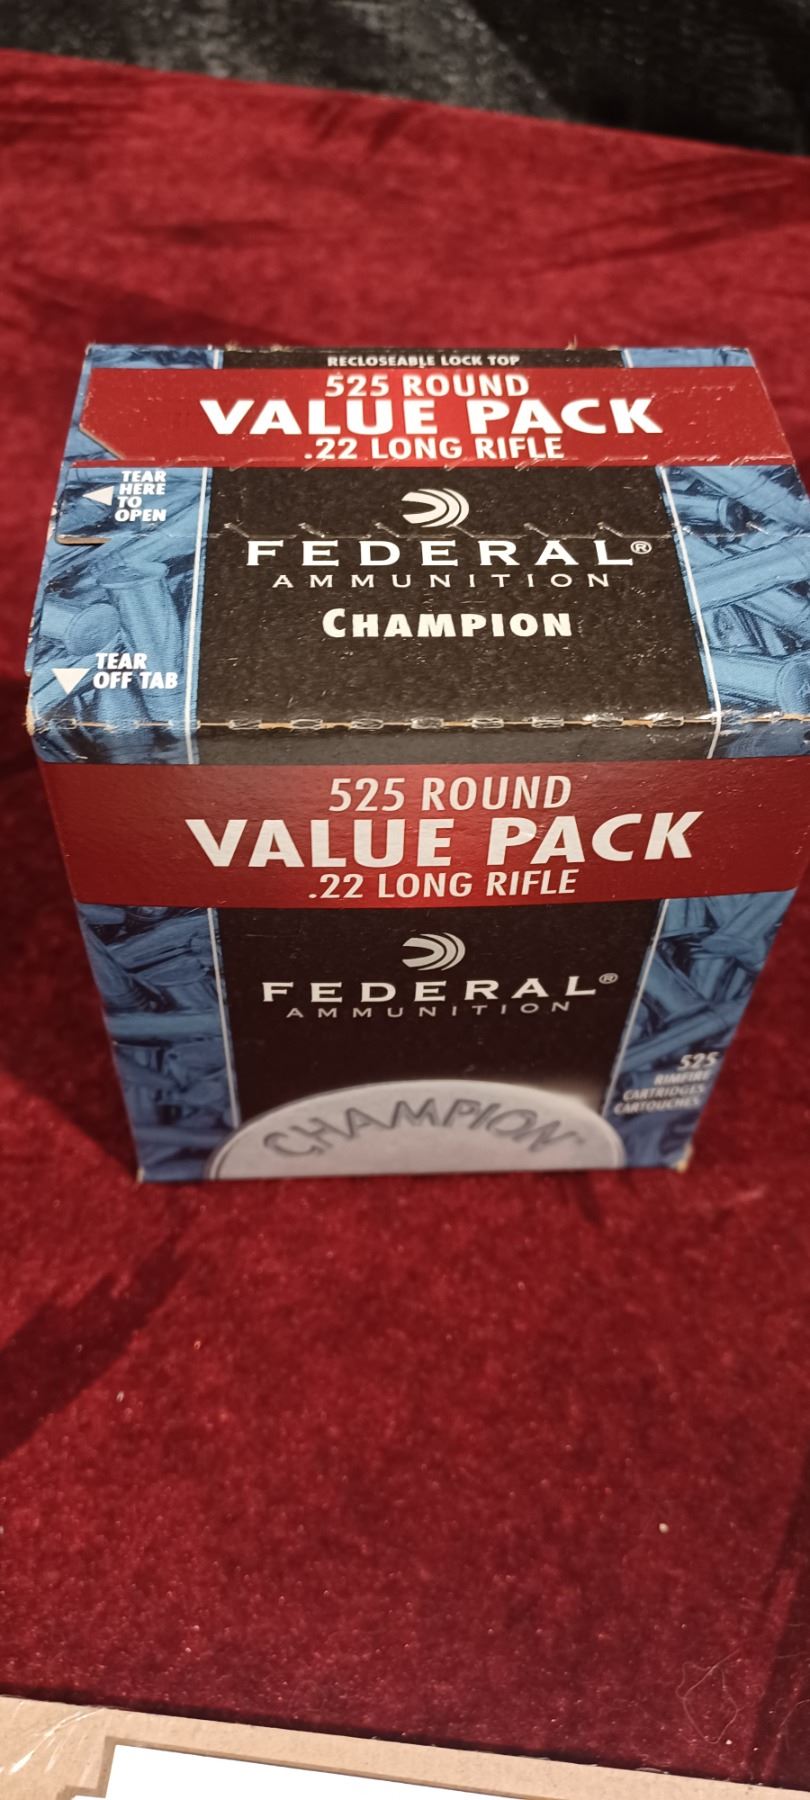 RECLOSEABLE LOCK TOP
525 ROUND
VALUE PACK
.22 LONG RIFLE
TEAR
HERE
TO
OPEN
FEDERAL®
AMMUNITION
CHAMPION
TEAR
OFF TAB
525 ROUND
VALUE PACK
.22 LONG RIFLE
FEDERAL®
AMMUNITION
525
RIMFIRE
CARTRIDGES
CARTOUCHES
CHAMPION™